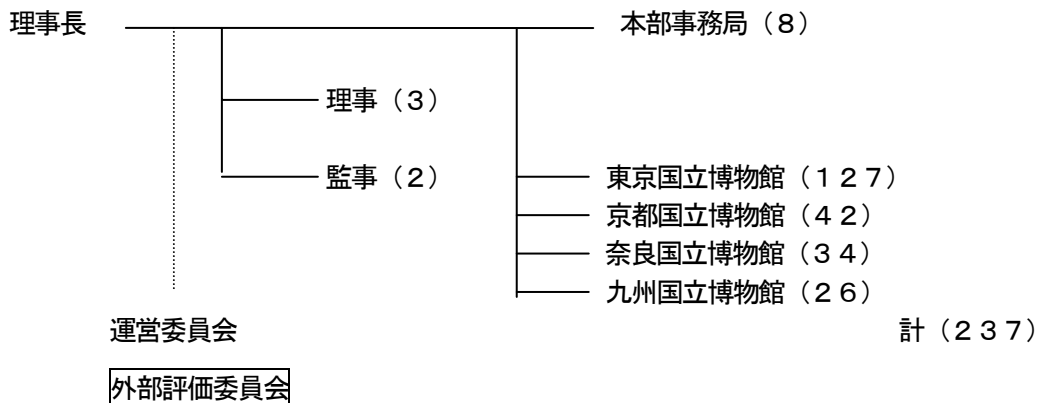 理事長 本部事務局（８）
理事（３）
監事（２） 東京国立博物館（１２７）
京都国立博物館（４２）
奈良国立博物館（３４）
九州国立博物館（２６）
運営委員会 計（２３７）
外部評価委員会